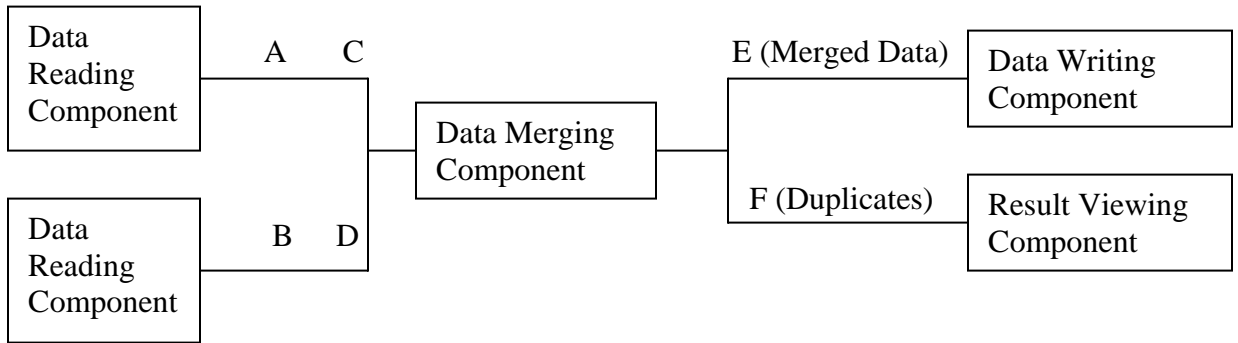 Data
Reading
Component
A
C
E (Merged Data)
Data Writing
Component
Data Merging
Component
Data
Reading
Component
B
D
F (Duplicates)
Result Viewing
Component